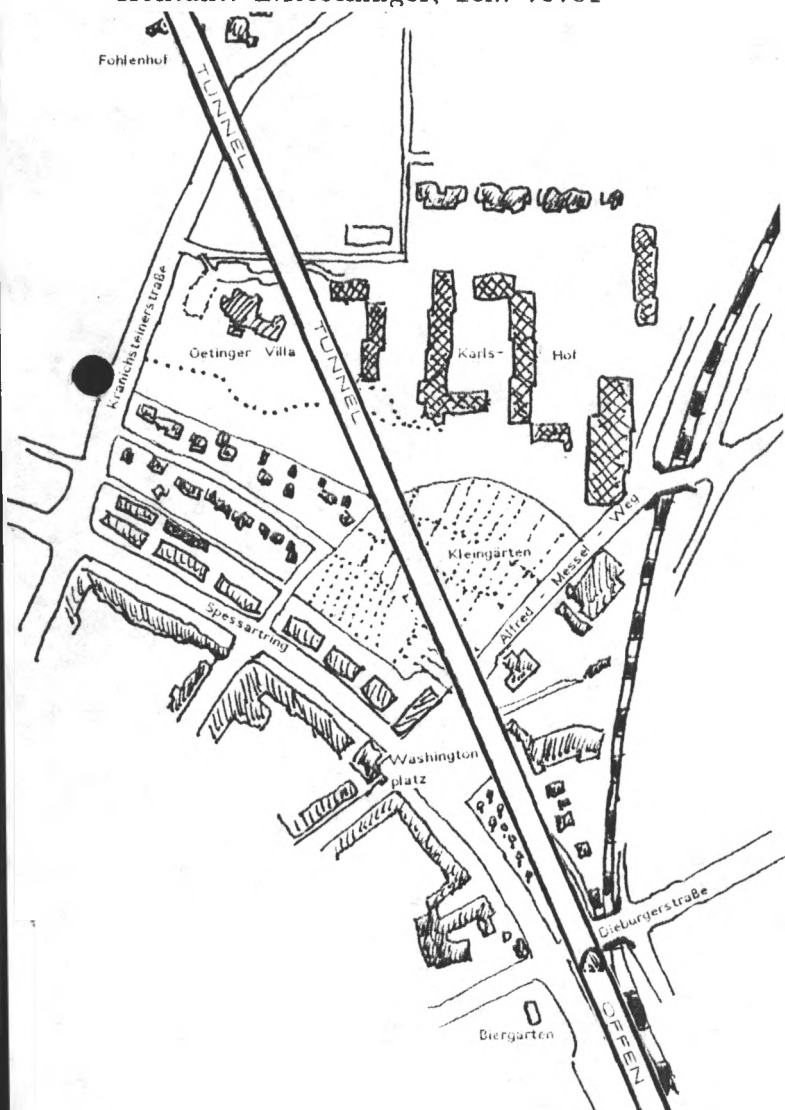 Fohlenhof
TUNNEL
TUNNEL
Kranichsteinerstraße
Oetinger Villa
Karls- Hof
Kleingärten
Alfred - Messel - Weg
Spessartring
Washington
platz
Dieburgerstraße
Biergarten
OFFEN